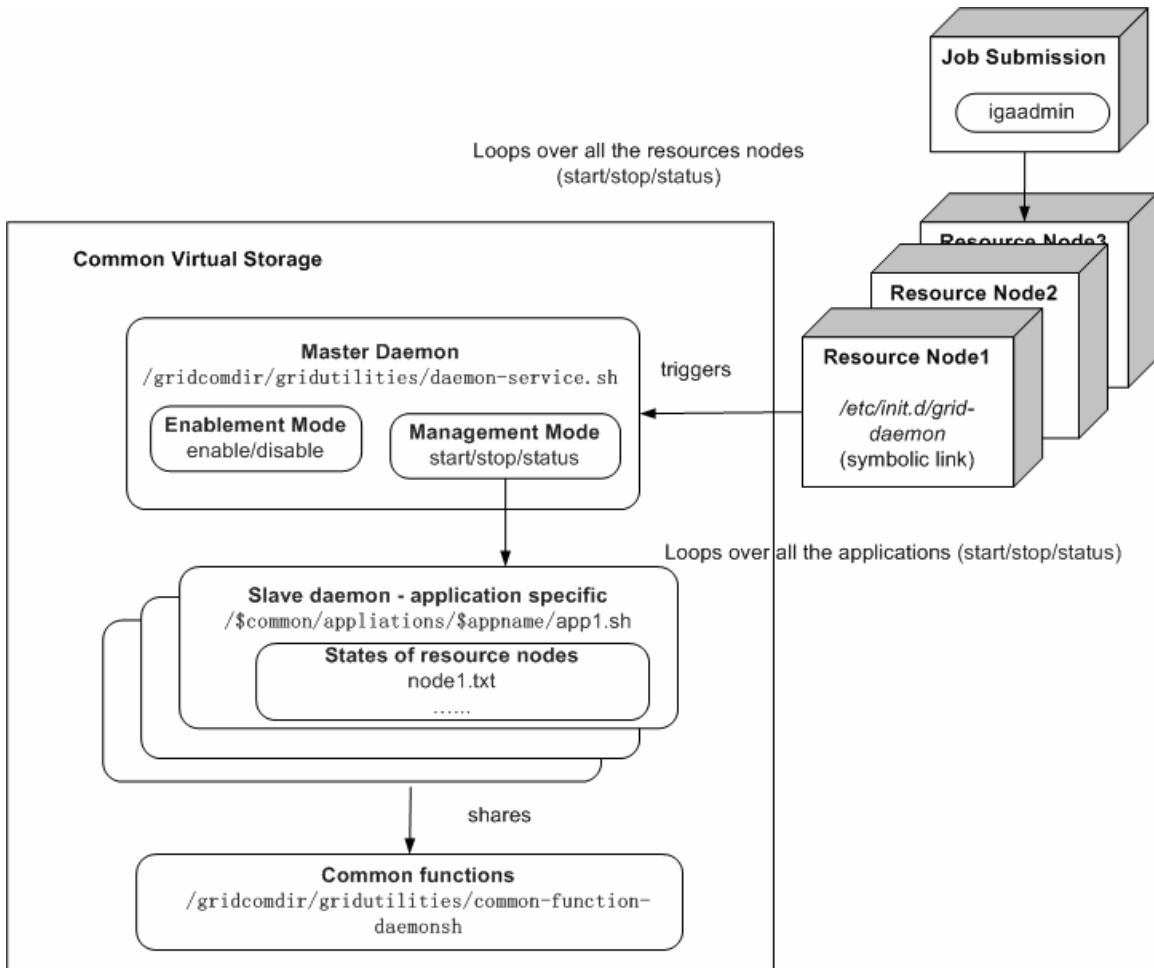 Job Submission
igaadmin
Loops over all the resources nodes
(start/stop/status)
Resource Node3
Resource Node2
Resource Node1
/etc/init.d/grid-
daemon
(symbolic link)
Common Virtual Storage
Master Daemon
/gridcomdir/gridutilities/daemon-service.sh
triggers
Enablement Mode
enable/disable
Management Mode
start/stop/status
Loops over all the applications (start/stop/status)
Slave daemon - application specific
/$common/appliations/$appname/app1.sh
States of resource nodes
node1.txt
......
shares
Common functions
/gridcomdir/gridutilities/common-function-
daemonsh